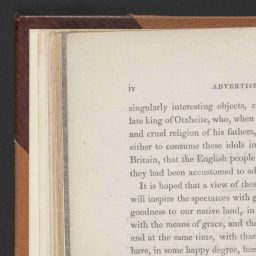 iv ADVERTISE
singularly interesting objects, c
late king of Otaheite, who, when
and cruel religion of his fathers,
either to consume these idols in
Britain, that the English people
they had been accustomed to ad
It is hoped that a view of these
will inspire the spectators with g
goodness to our native land, in
with the means of grace, and the
and at the same time, with than
have, in some happy degree, bee